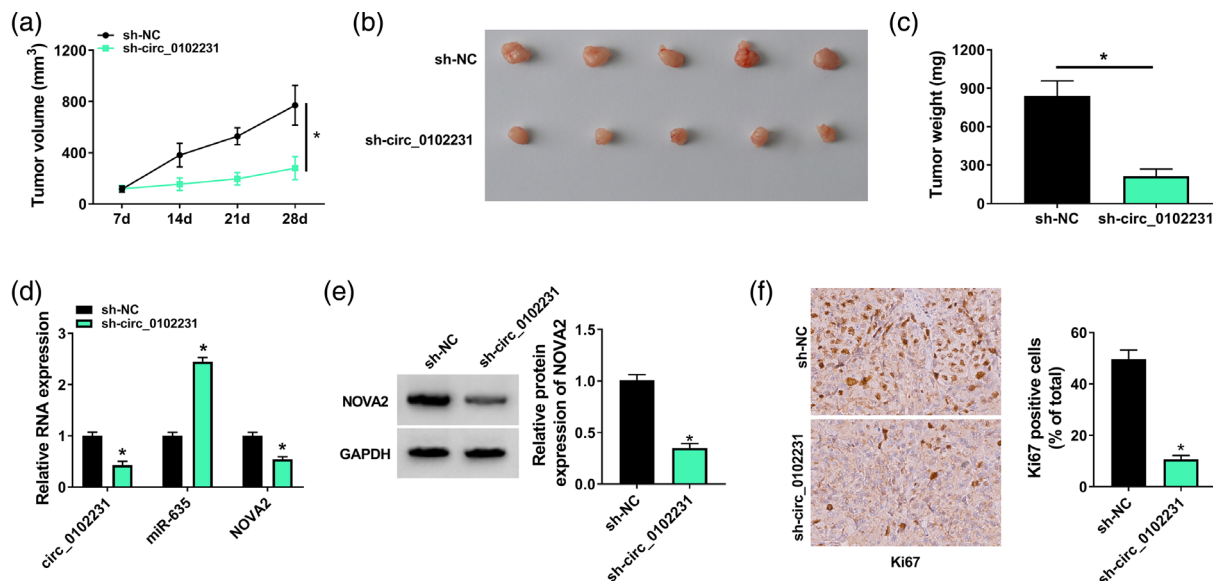 (a)
sh-NC
sh-circ_0102231
Tumor volume (mm³)
1200
800
400
0
7d 14d 21d 28d
*
(b)
sh-NC
sh-circ_0102231
(c)
Tumor weight (mg)
1200
900
600
300
0
*
sh-NC sh-circ_0102231
(d)
sh-NC
sh-circ_0102231
Relative RNA expression
3
2
1
0
* * *
circ_0102231 miR-635 NOVA2
(e)
sh-NC sh-circ_0102231
NOVA2
GAPDH
Relative protein
expression of NOVA2
1.5
1.0
0.5
0.0
*
sh-NC sh-circ_0102231
(f)
sh-NC
sh-circ_0102231
Ki67
Ki67 positive cells
(% of total)
60
40
20
0
*
sh-NC sh-circ_0102231